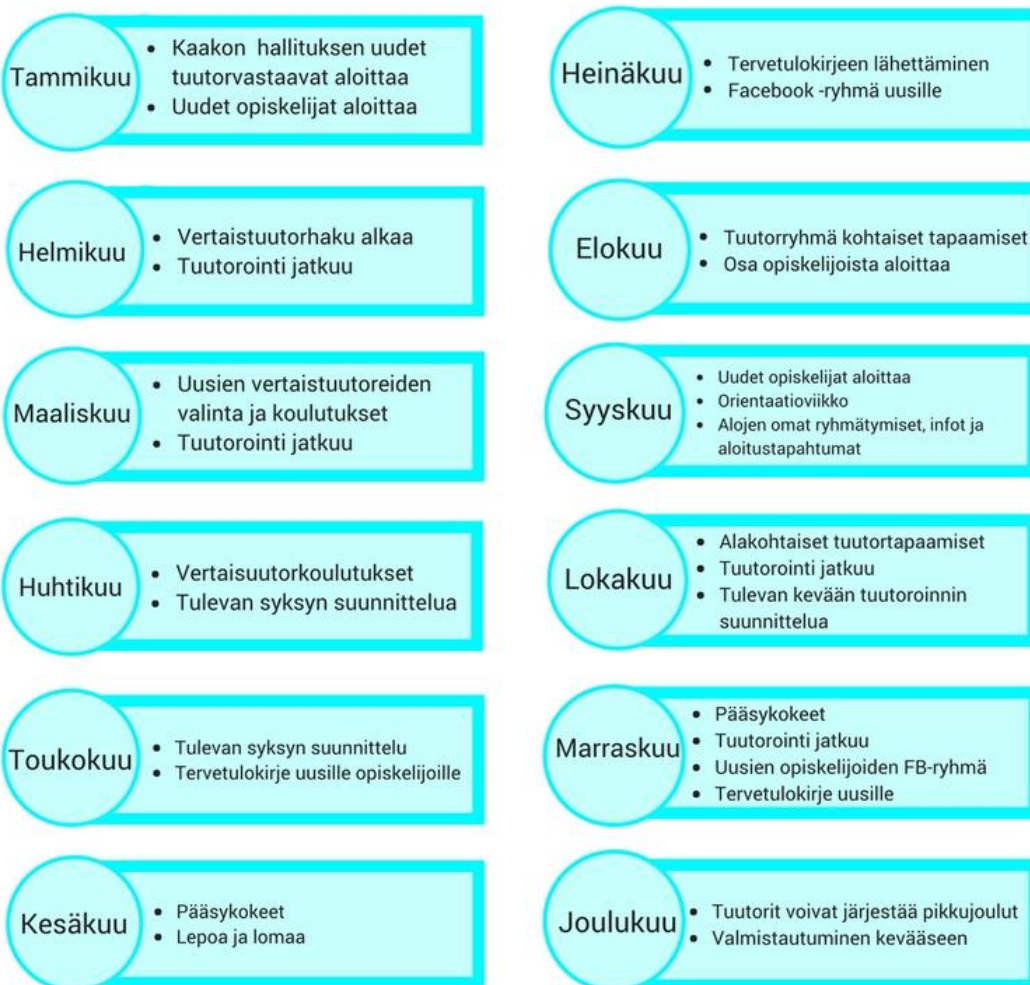 Tammikuu
• Kaakon hallituksen uudet
tuutorvastaavat aloittaa
• Uudet opiskelijat aloittaa
Helmikuu
• Vertaistuutorhaku alkaa
• Tuutorointi jatkuu
Maaliskuu
• Uusien vertaistuutoreiden
valinta ja koulutukset
• Tuutorointi jatkuu
Huhtikuu
• Vertaisuutorkoulutukset
• Tulevan syksyn suunnittelua
Toukokuu
• Tulevan syksyn suunnittelu
• Tervetulokirje uusille opiskelijoille
Kesäkuu
• Pääsykokeet
• Lepoa ja lomaa
Heinäkuu
• Tervetulokirjeen lähettäminen
• Facebook -ryhmä uusille
Elokuu
• Tuutorryhmä kohtaiset tapaamiset
• Osa opiskelijoista aloittaa
Syyskuu
• Uudet opiskelijat aloittaa
• Orientaatioviikko
• Alojen omat ryhmätymiset, infot ja
aloitustapahtumat
Lokakuu
• Alakohtaiset tuutortapaamiset
• Tuutorointi jatkuu
• Tulevan kevään tuutoroinnin
suunnittelua
Marraskuu
• Pääsykokeet
• Tuutorointi jatkuu
• Uusien opiskelijoiden FB-ryhmä
• Tervetulokirje uusille
Joulukuu
• Tuutorit voivat järjestää pikkujoulut
• Valmistautuminen kevääseen